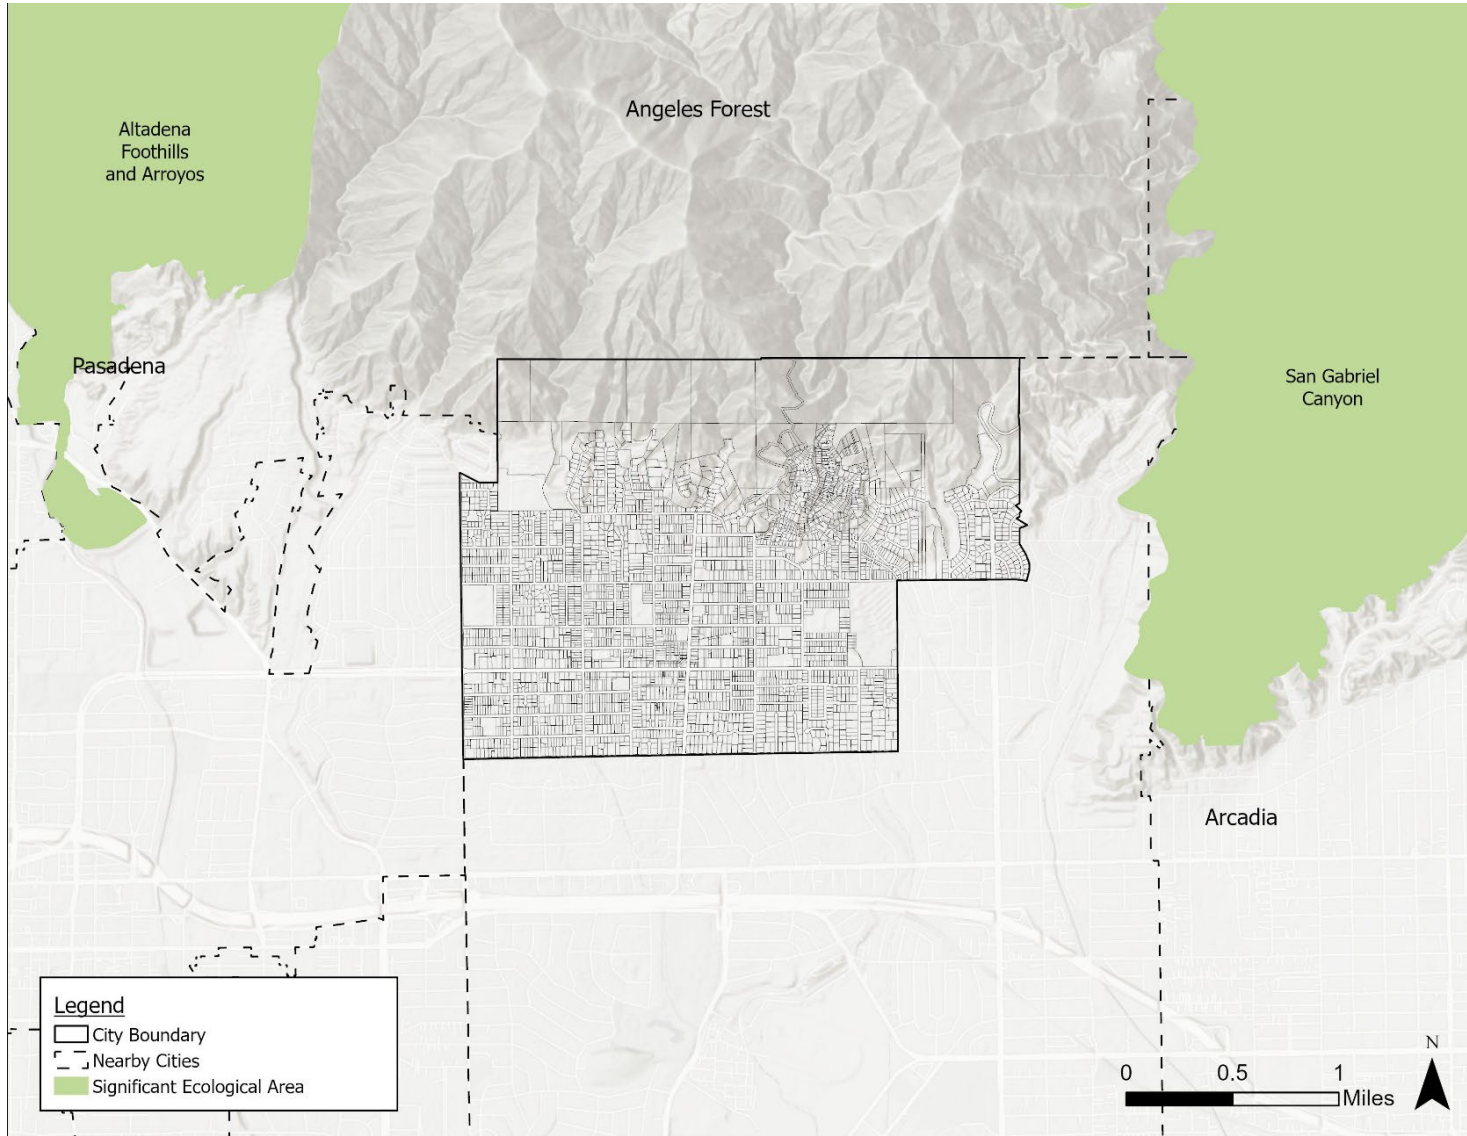 Angeles Forest
Altadena
Foothills
and Arroyos
Pasadena
San Gabriel
Canyon
Arcadia
Legend
City Boundary
Nearby Cities
Significant Ecological Area
N
0 0.5 1
Miles